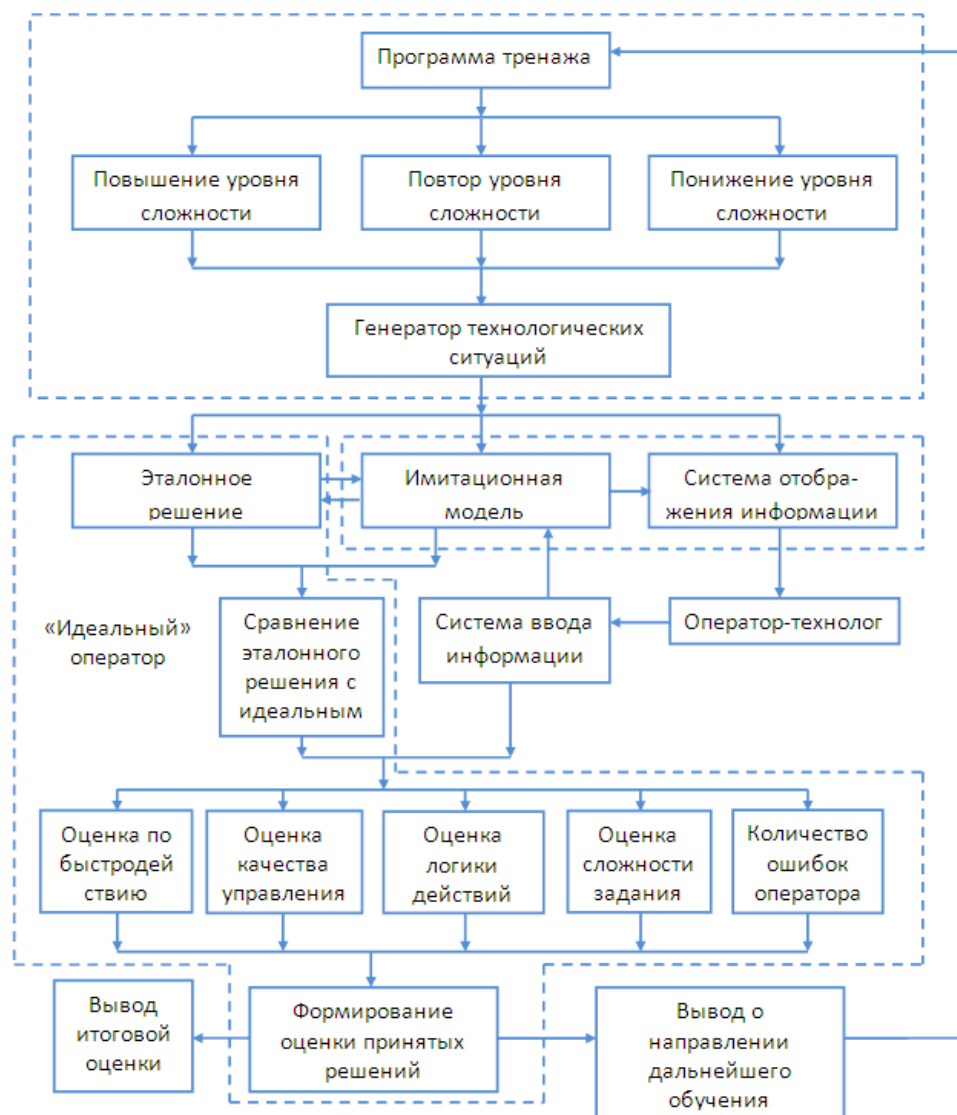 Программа тренажа
Повышение уровня
сложности
Повтор уровня
сложности
Понижение уровня
сложности
Генератор технологических
ситуаций
Эталонное
решение
Имитационная
модель
Система отобра-
жения информации
«Идеальный»
оператор
Сравнение
эталонного
решения с
идеальным
Система ввода
информации
Оператор-технолог
Оценка по
быстродей
ствию
Оценка
качества
управления
Оценка
логики
действий
Оценка
сложности
задания
Количество
ошибок
оператора
Вывод
итоговой
оценки
Формирование
оценки принятых
решений
Вывод о
направлении
дальнейшего
обучения